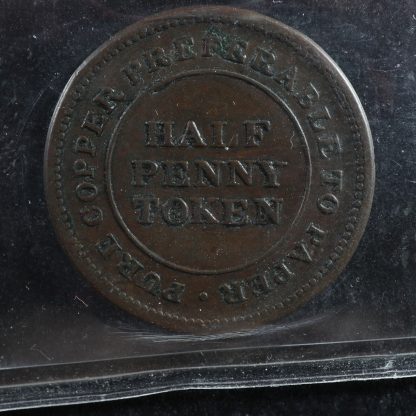 PURE COPPER PREFERABLE TO PAPER ·
HALF
PENNY
TOKEN